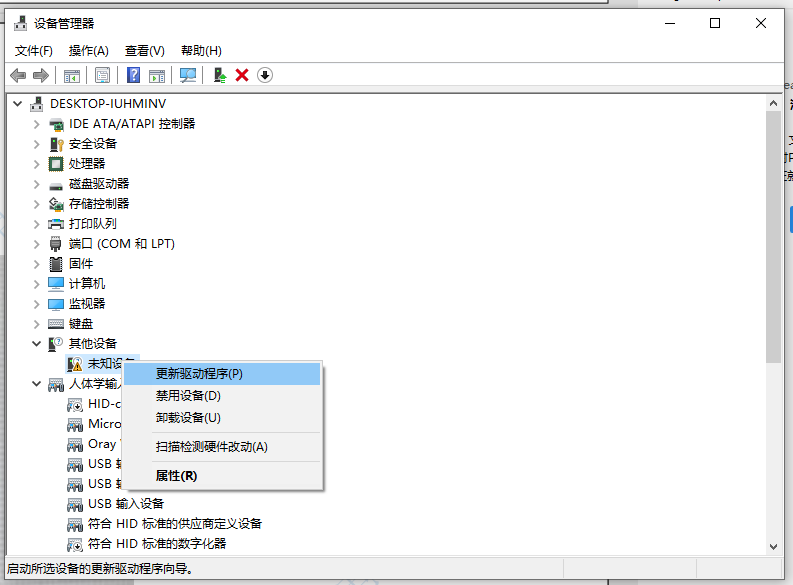 设备管理器
文件(F) 操作(A) 查看(V) 帮助(H)
DESKTOP-IUHMINV
IDE ATA/ATAPI 控制器
安全设备
处理器
磁盘驱动器
存储控制器
打印队列
端口 (COM 和 LPT)
固件
计算机
监视器
键盘
其他设备
未知设
更新驱动程序(P)
禁用设备(D)
卸载设备(U)
扫描检测硬件改动(A)
属性(R)
人体学输
HID-c
Micro
Oray
USB
USB
USB 输入设备
符合 HID 标准的供应商定义设备
符合 HID 标准的数字化器
启动所选设备的更新驱动程序向导。